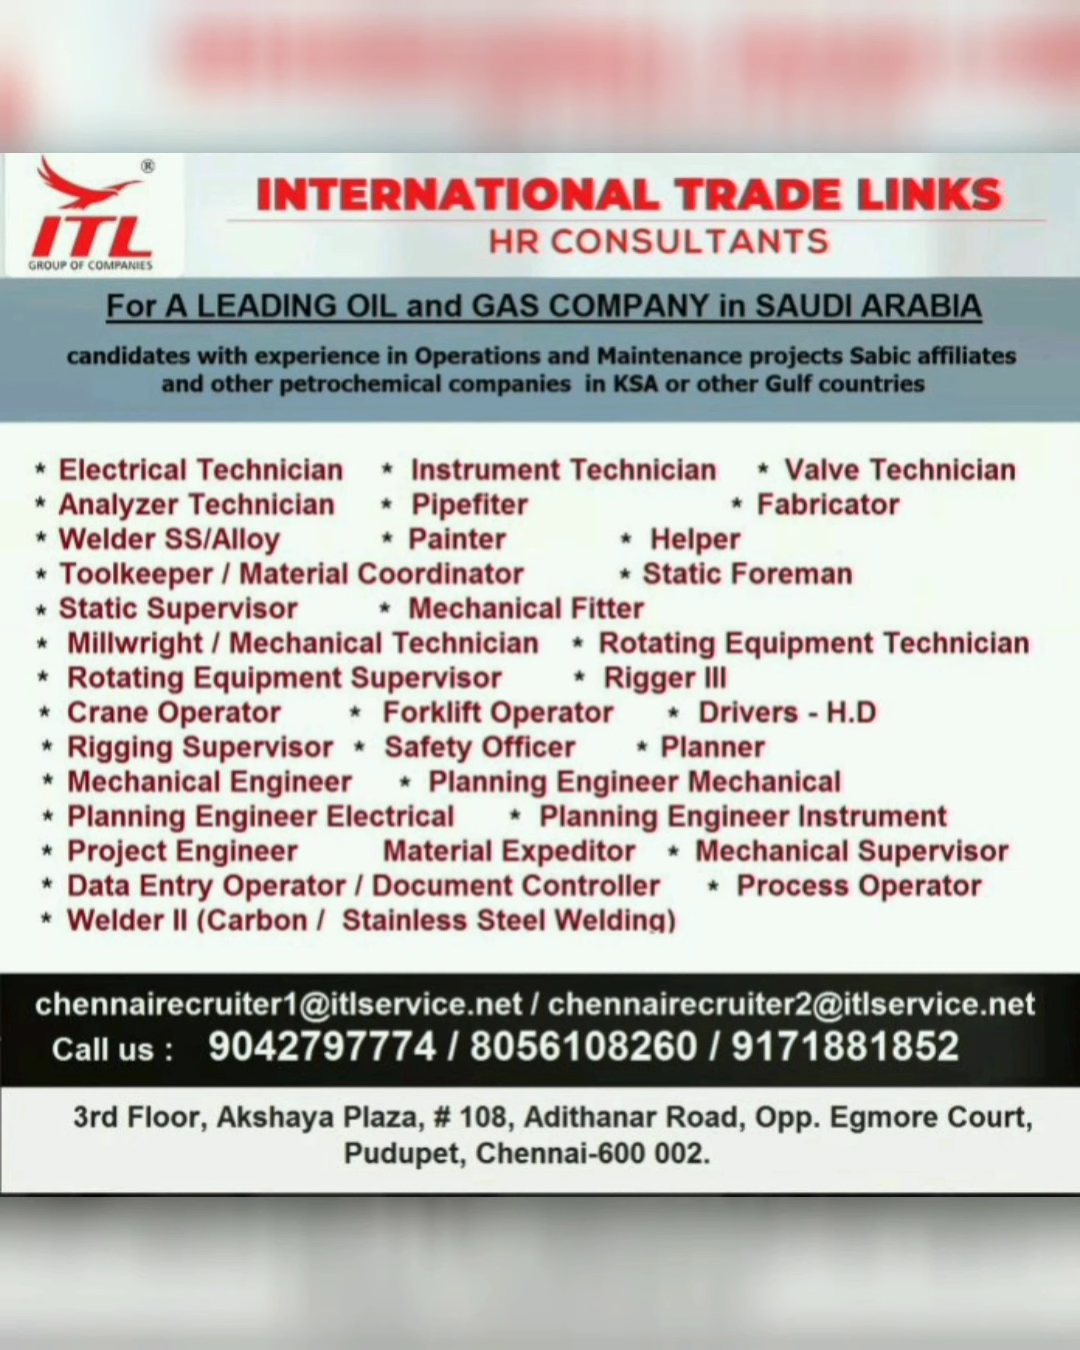 ®
ITL
GROUP OF COMPANIES
INTERNATIONAL TRADE LINKS
HR CONSULTANTS
For A LEADING OIL and GAS COMPANY in SAUDI ARABIA
candidates with experience in Operations and Maintenance projects Sabic affiliates
and other petrochemical companies in KSA or other Gulf countries
* Electrical Technician * Instrument Technician * Valve Technician
* Analyzer Technician * Pipefiter * Fabricator
* Welder SS/Alloy * Painter * Helper
* Toolkeeper / Material Coordinator * Static Foreman
* Static Supervisor * Mechanical Fitter
* Millwright / Mechanical Technician * Rotating Equipment Technician
* Rotating Equipment Supervisor * Rigger III
* Crane Operator * Forklift Operator * Drivers - H.D
* Rigging Supervisor * Safety Officer * Planner
* Mechanical Engineer * Planning Engineer Mechanical
* Planning Engineer Electrical * Planning Engineer Instrument
* Project Engineer Material Expeditor * Mechanical Supervisor
* Data Entry Operator / Document Controller * Process Operator
* Welder II (Carbon / Stainless Steel Welding)
chennairecruiter1@itlservice.net / chennairecruiter2@itlservice.net
Call us : 9042797774 / 8056108260 / 9171881852
3rd Floor, Akshaya Plaza, # 108, Adithanar Road, Opp. Egmore Court,
Pudupet, Chennai-600 002.